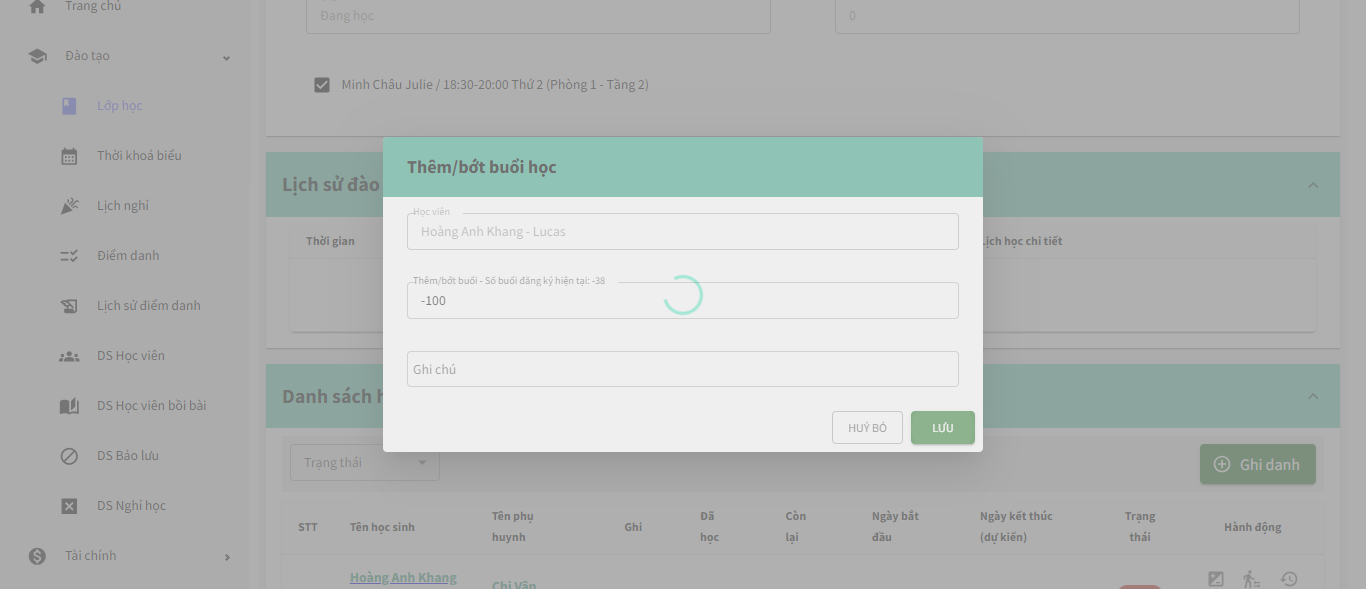 Trang chủ
Đào tạo
Lớp học
Thời khoá biểu
Lịch nghỉ
Điểm danh
Lịch sử điểm danh
DS Học viên
DS Học viên bồi bài
DS Bảo lưu
DS Nghỉ học
Tài chính
Đang học
0
Minh Châu Julie / 18:30-20:00 Thứ 2 (Phòng 1 - Tầng 2)
Lịch sử đào
Thời gian
Lịch học chi tiết
Thêm/bớt buổi học
Học viên
Hoàng Anh Khang - Lucas
Thêm/bớt buổi - Số buổi đăng ký hiện tại: -38
-100
Ghi chú
HUỶ BỎ
LƯU
Danh sách h
Trạng thái
Ghi danh
STT
Tên học sinh
Tên phụ
huynh
Ghi
Đã
học
Còn
lại
Ngày bắt
đầu
Ngày kết thúc
(dự kiến)
Trạng
thái
Hành động
Hoàng Anh Khang
Chị Vân